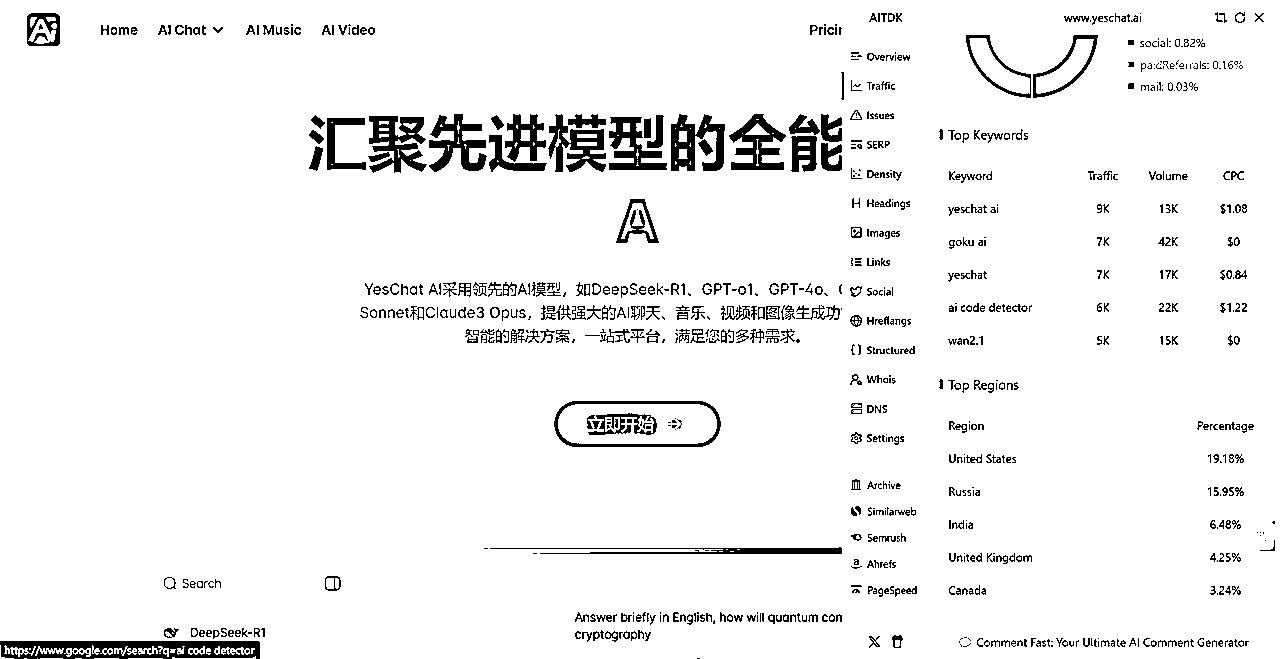 Home AI Chat AI Music AI Video
汇聚先进模型的全能
YesChat AI采用领先的AI模型，如DeepSeek-R1、GPT-o1、GPT-4o、
Sonnet和Claude3 Opus，提供强大的AI聊天、音乐、视频和图像生成功
智能的解决方案，一站式平台，满足您的多种需求。
立即开始
Search
DeepSeek-R1
Answer briefly in English, how will quantum
cryptography
https://www.google.com/search?q=ai code detector
AITDK
www.yeschat.ai
Overview
Traffic
Issues
SERP
Density
Headings
Images
Links
Social
Hreflangs
Structured
Whois
DNS
Settings
Archive
Similarweb
Semrush
Ahrefs
PageSpeed
social: 0.82%
paidReferrals: 0.16%
mail: 0.03%
Top Keywords
Keyword Traffic Volume CPC
yeschat ai 9K 13K $1.08
goku ai 7K 42K $0
yeschat 7K 17K $0.84
ai code detector 6K 22K $1.22
wan2.1 5K 15K $0
Top Regions
Region Percentage
United States 19.18%
Russia 15.95%
India 6.48%
United Kingdom 4.25%
Canada 3.24%
Comment Fast: Your Ultimate AI Comment Generator